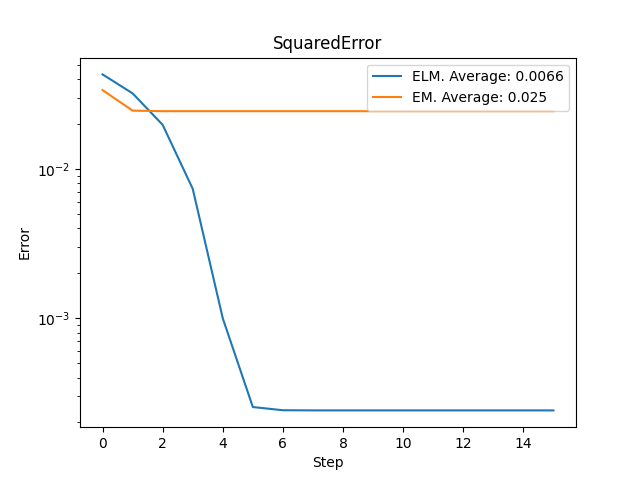 SquaredError
ELM. Average: 0.0066
EM. Average: 0.025
Error
10⁻²
10⁻³
0 2 4 6 8 10 12 14
Step